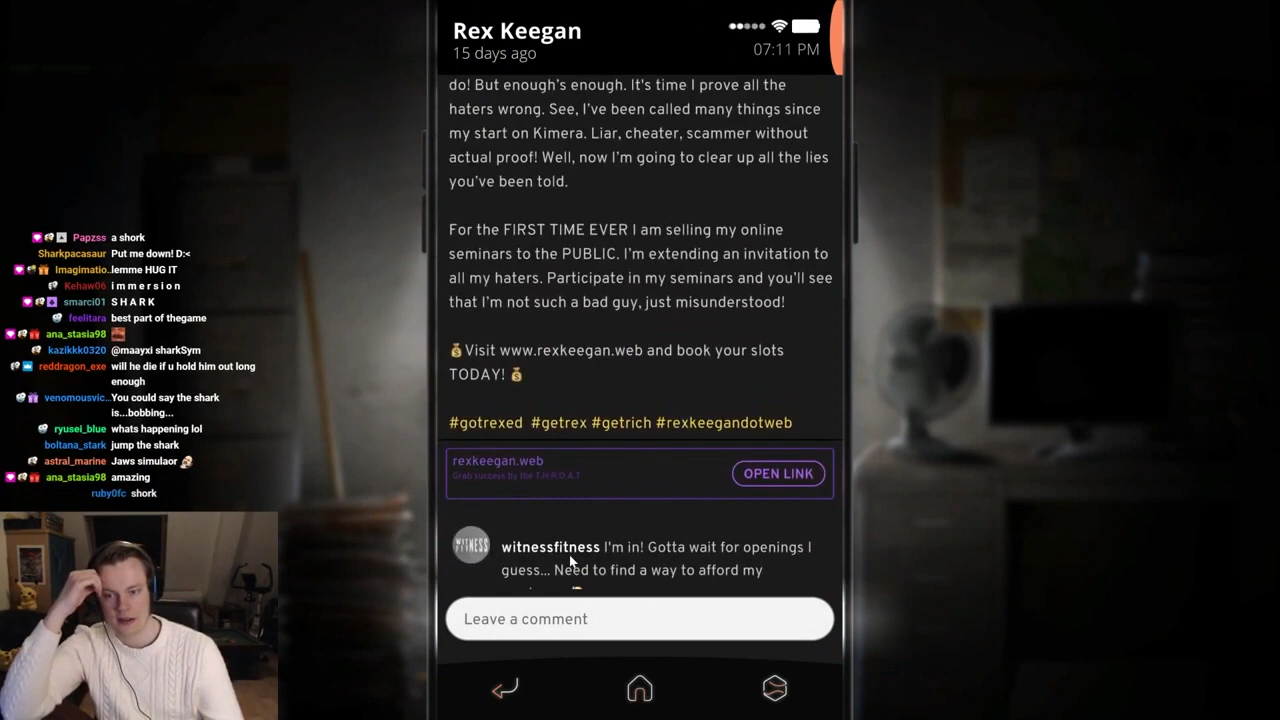 Rex Keegan
15 days ago
07:11 PM
do! But enough's enough. It's time I prove all the
haters wrong. See, I've been called many things since
my start on Kimera. Liar, cheater, scammer without
actual proof! Well, now I'm going to clear up all the lies
you've been told.
For the FIRST TIME EVER I am selling my online
seminars to the PUBLIC. I'm extending an invitation to
all my haters. Participate in my seminars and you'll see
that I'm not such a bad guy, just misunderstood!
💰Visit www.rexkeegan.web and book your slots
TODAY! 💰
#gotrexed #getrex #getrich #rexkeegandotweb
rexkeegan.web
Grab success by the T.H.R.O.A.T
OPEN LINK
WITNESS
witnessfitness I'm in! Gotta wait for openings I
guess... Need to find a way to afford my
Leave a comment
Papzss a shork
Sharkpacasaur Put me down! D:<
Imaginatio.. lemme HUG IT
Kehaw06 i m m e r s i o n
smarci01 S H A R K
feelitara best part of thegame
ana_stasia98
kazikkk0320 @maayxi sharkSym
reddragon_exe will he die if u hold him out long
enough
venomousvic... You could say the shark
is...bobbing...
ryusei_blue whats happening lol
boltana_stark jump the shark
astral_marine Jaws simulaor
ana_stasia98 amazing
ruby0fc shork